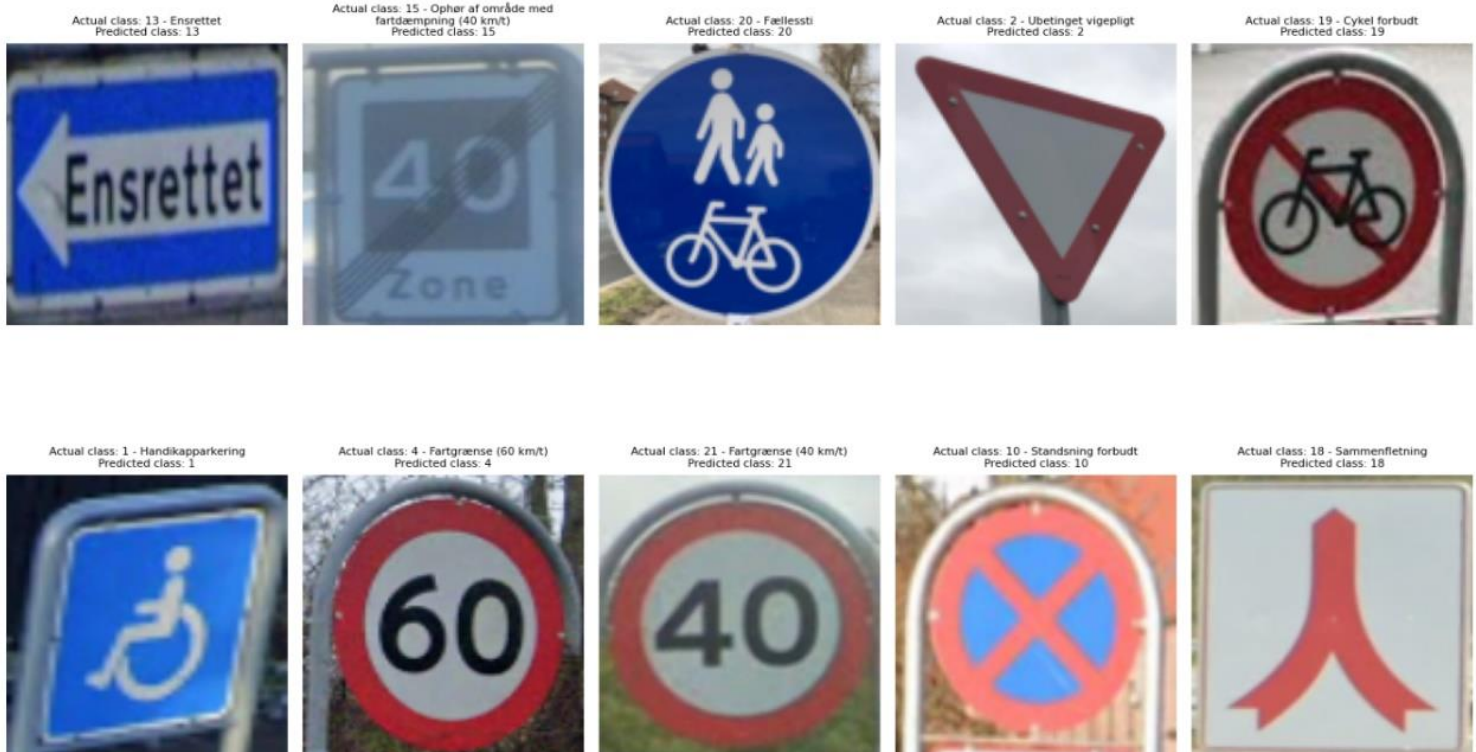 Actual class: 13 - Ensrettet
Predicted class: 13
Ensrettet
Actual class: 15 - Ophør af område med
fartdæmpning (40 km/t)
Predicted class: 15
40
Zone
Actual class: 20 - Fællessti
Predicted class: 20
Actual class: 2 - Ubetinget vigepligt
Predicted class: 2
Actual class: 19 - Cykel forbudt
Predicted class: 19
Actual class: 1 - Handikapparkering
Predicted class: 1
Actual class: 4 - Fartgrænse (60 km/t)
Predicted class: 4
60
Actual class: 21 - Fartgrænse (40 km/t)
Predicted class: 21
40
Actual class: 10 - Standsning forbudt
Predicted class: 10
Actual class: 18 - Sammenfletning
Predicted class: 18